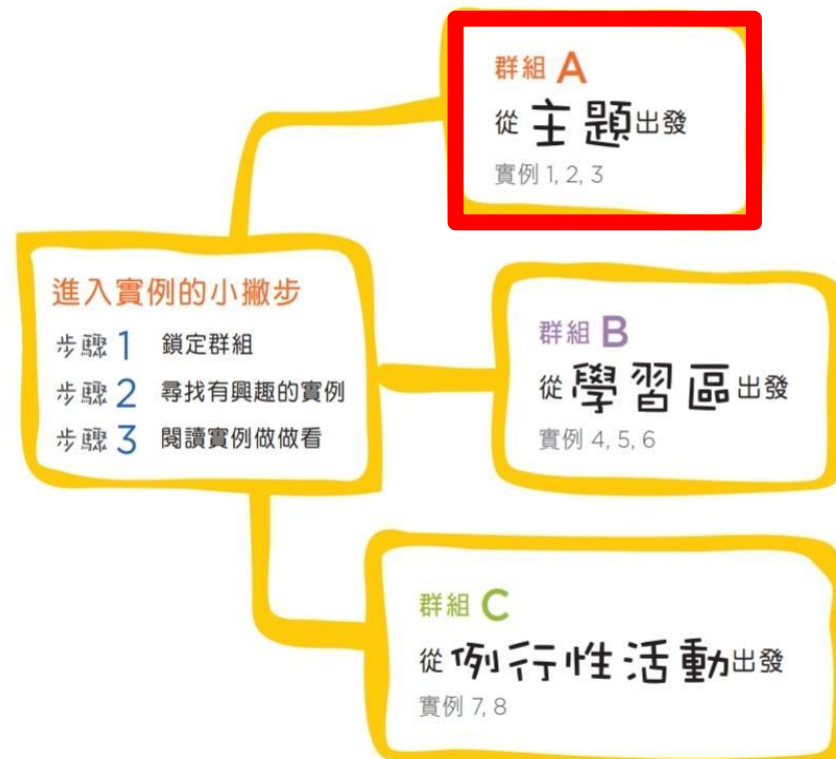 群組 A
從 主題出發
實例 1, 2, 3
進入實例的小撇步
步驟 1 鎖定群組
步驟 2 尋找有興趣的實例
步驟 3 閱讀實例做做看
群組 B
從 學習區 出發
實例 4, 5, 6
群組 C
從 例行性活動出發
實例 7, 8